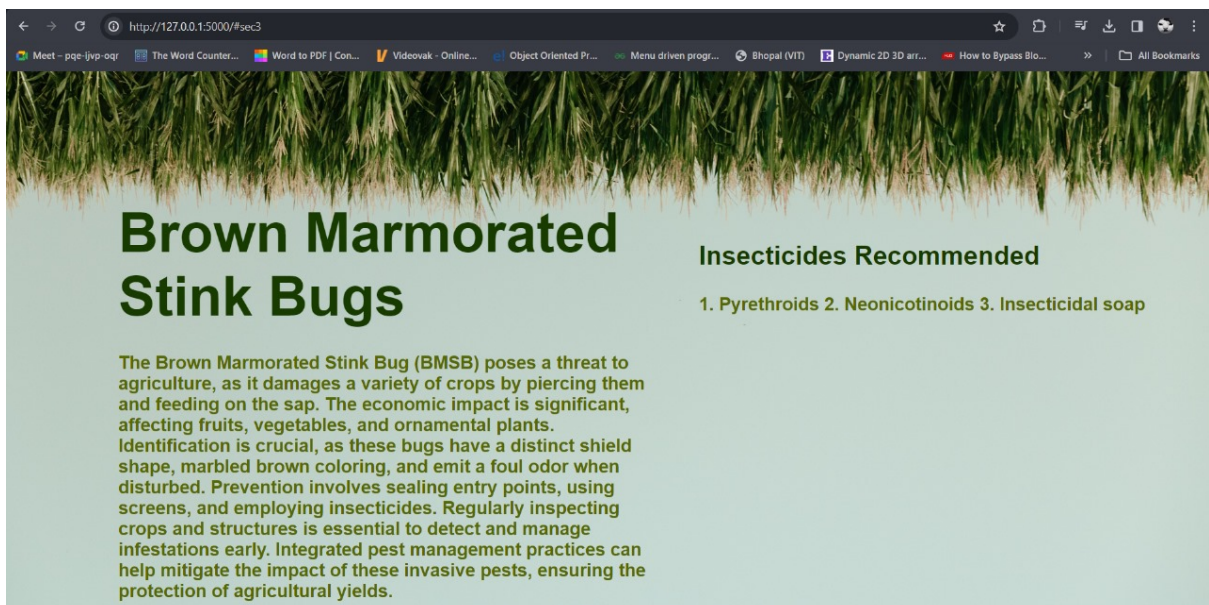 http://127.0.0.1:5000/#sec3
Meet - pqe-ljvp-oqr The Word Counter... Word to PDF | Con... Videovak - Online... Object Oriented Pr... Menu driven progr... Bhopal (VIT) Dynamic 2D 3D arr... How to Bypass Blo... » All Bookmarks
Brown Marmorated
Stink Bugs
The Brown Marmorated Stink Bug (BMSB) poses a threat to
agriculture, as it damages a variety of crops by piercing them
and feeding on the sap. The economic impact is significant,
affecting fruits, vegetables, and ornamental plants.
Identification is crucial, as these bugs have a distinct shield
shape, marbled brown coloring, and emit a foul odor when
disturbed. Prevention involves sealing entry points, using
screens, and employing insecticides. Regularly inspecting
crops and structures is essential to detect and manage
infestations early. Integrated pest management practices can
help mitigate the impact of these invasive pests, ensuring the
protection of agricultural yields.
Insecticides Recommended
1. Pyrethroids 2. Neonicotinoids 3. Insecticidal soap